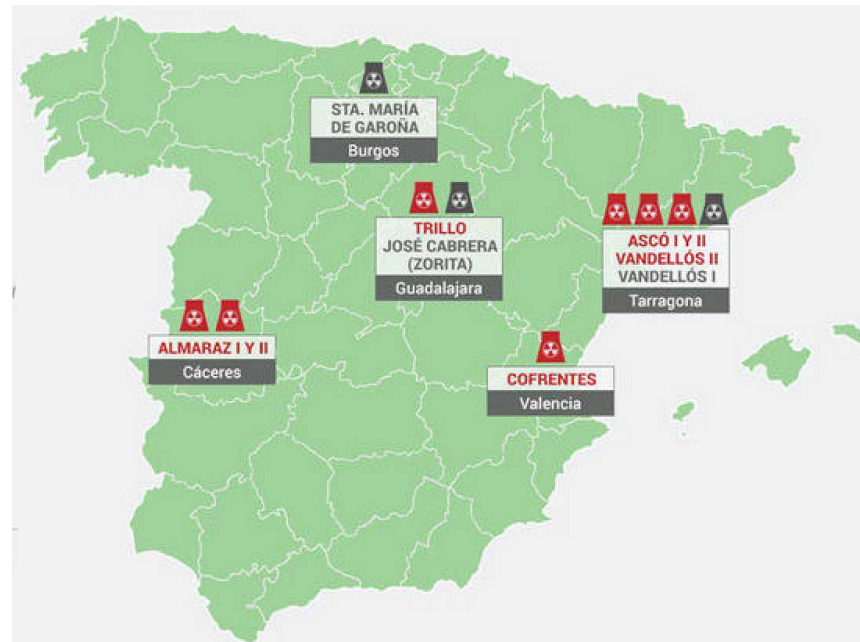 STA. MARÍA
DE GAROÑA
Burgos
TRILLO
JOSÉ CABRERA
(ZORITA)
Guadalajara
ASCÓ I Y II
VANDELLÓS II
VANDELLÓS I
Tarragona
ALMARAZ I Y II
Cáceres
COFRENTES
Valencia